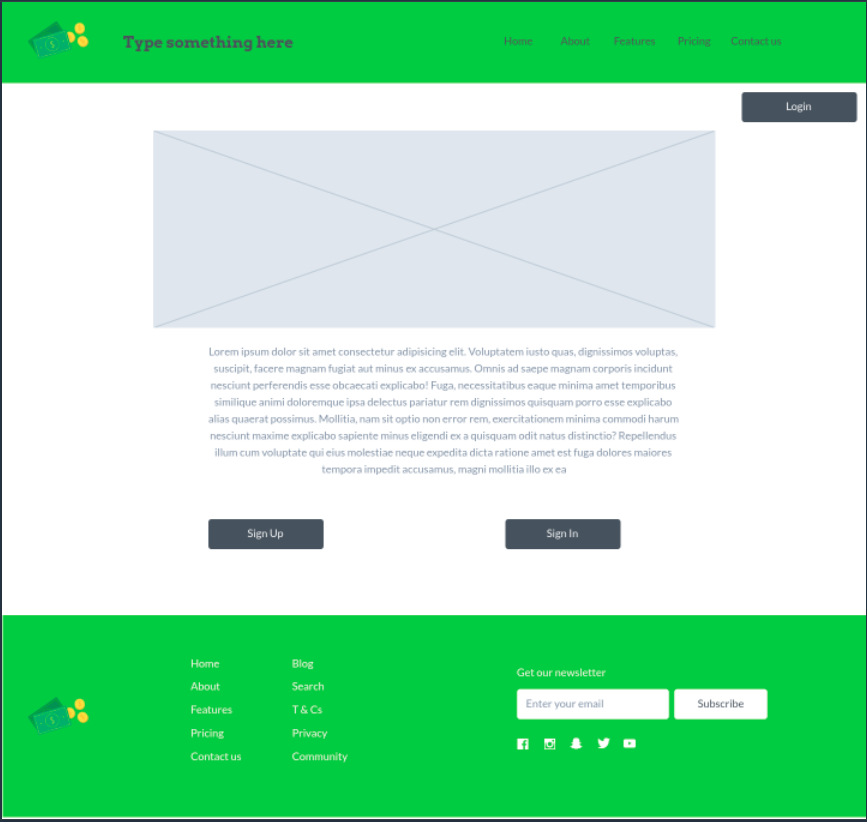 Type something here
Home About Features Pricing Contact us
Login
Lorem ipsum dolor sit amet consectetur adipisicing elit. Voluptatem iusto quas, dignissimos voluptas,
suscipit, facere magnam fugiat aut minus ex accusamus. Omnis ad saepe magnam corporis incidunt
nesciunt perferendis esse obcaecati explicabo! Fuga, necessitatibus eaque minima amet temporibus
similique animi doloremque ipsa delectus pariatur rem dignissimos quisquam porro esse explicabo
alias quaerat possimus. Mollitia, nam sit optio non error rem, exercitationem minima commodi harum
nesciunt maxime explicabo sapiente minus eligendi ex a quisquam odit natus distinctio? Repellendus
illum cum voluptate qui eius molestiae neque expedita dicta ratione amet est fuga dolores maiores
tempora impedit accusamus, magni mollitia illo ex ea
Sign Up
Sign In
Home
About
Features
Pricing
Contact us
Blog
Search
T & Cs
Privacy
Community
Get our newsletter
Enter your email
Subscribe